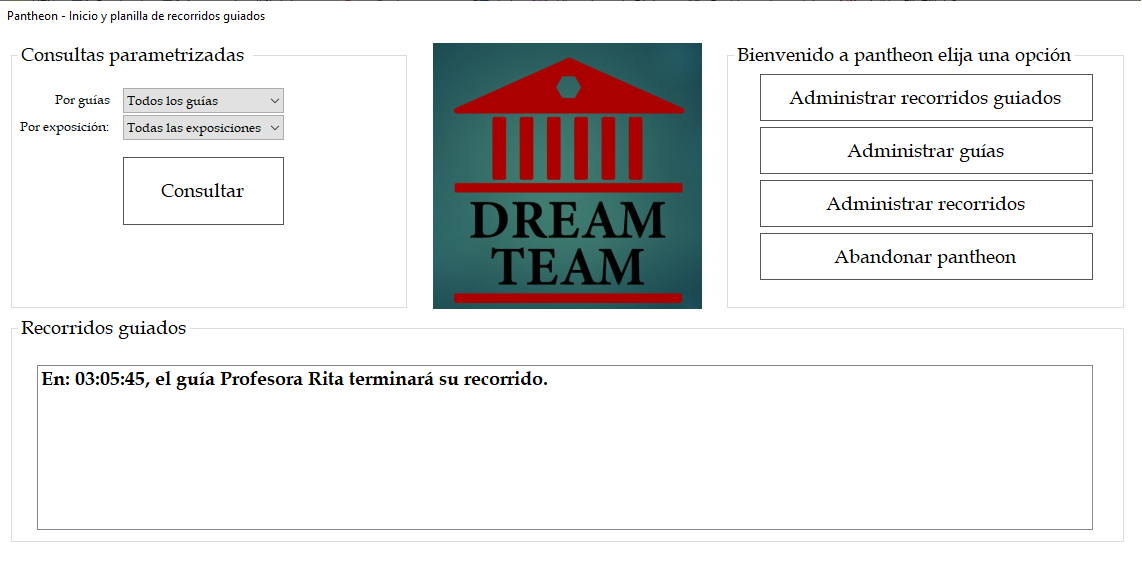 Pantheon - Inicio y planilla de recorridos guiados
Consultas parametrizadas
Por guías
Todos los guías
Por exposición:
Todas las exposiciones
Consultar
DREAM
TEAM
Bienvenido a pantheon elija una opción
Administrar recorridos guiados
Administrar guías
Administrar recorridos
Abandonar pantheon
Recorridos guiados
En: 03:05:45, el guía Profesora Rita terminará su recorrido.